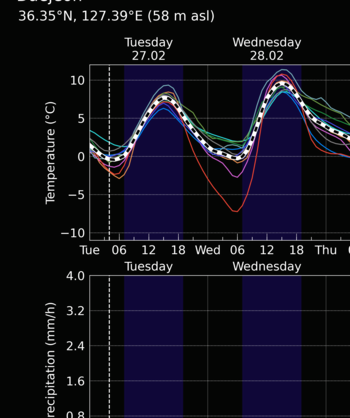 36.35°N, 127.39°E (58 m asl)
Tuesday Wednesday
27.02 28.02
Temperature (°C)
10
5
0
−5
−10
Tue 06 12 18 Wed 06 12 18 Thu
Tuesday Wednesday
recipitation (mm/h)
4.0
3.2
2.4
1.6
0.8